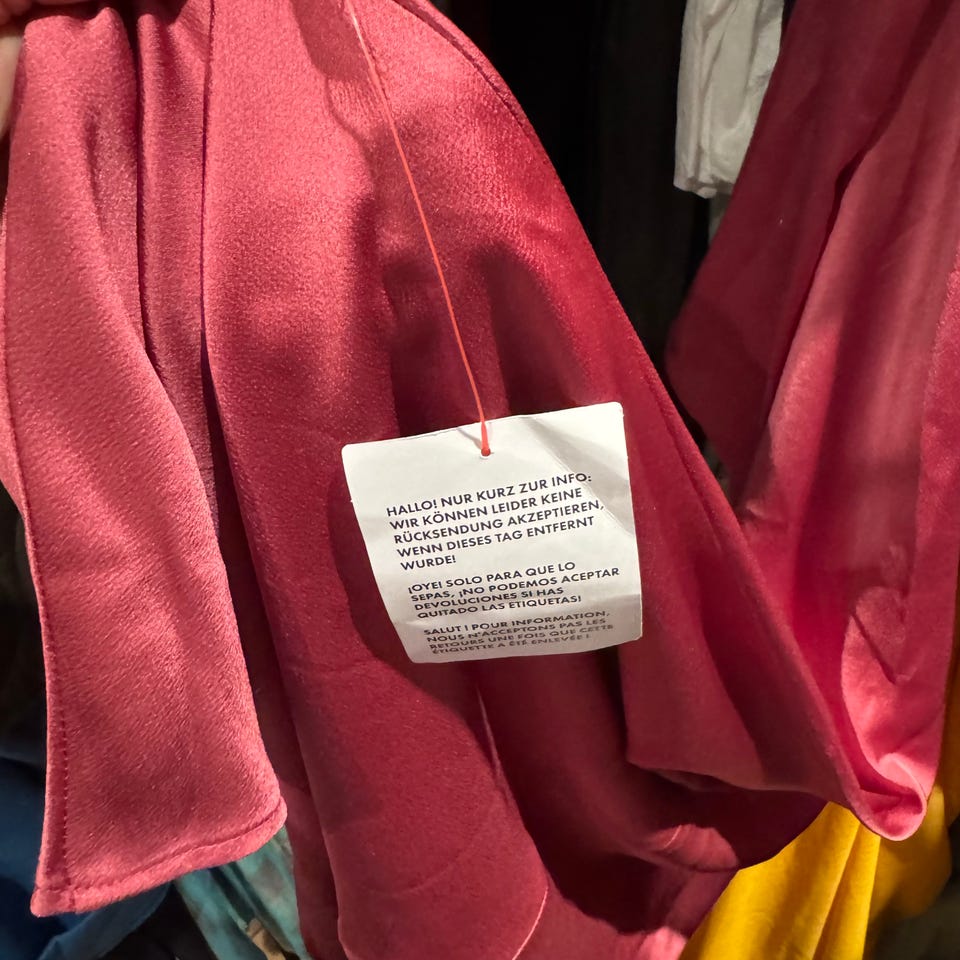 HALLO! NUR KURZ ZUR INFO:
WIR KÖNNEN LEIDER KEINE
RÜCKSENDUNG AKZEPTIEREN,
WENN DIESES TAG ENTFERNT
WURDE!
¡OYE! SOLO PARA QUE LO
SEPAS, ¡NO PODEMOS ACEPTAR
DEVOLUCIONES SI HAS
QUITADO LAS ETIQUETAS!
SALUT ! POUR INFORMATION,
NOUS N'ACCEPTONS PAS LES
RETOURS UNE FOIS QUE CETTE
ÉTIQUETTE A ÉTÉ ENLEVÉE !